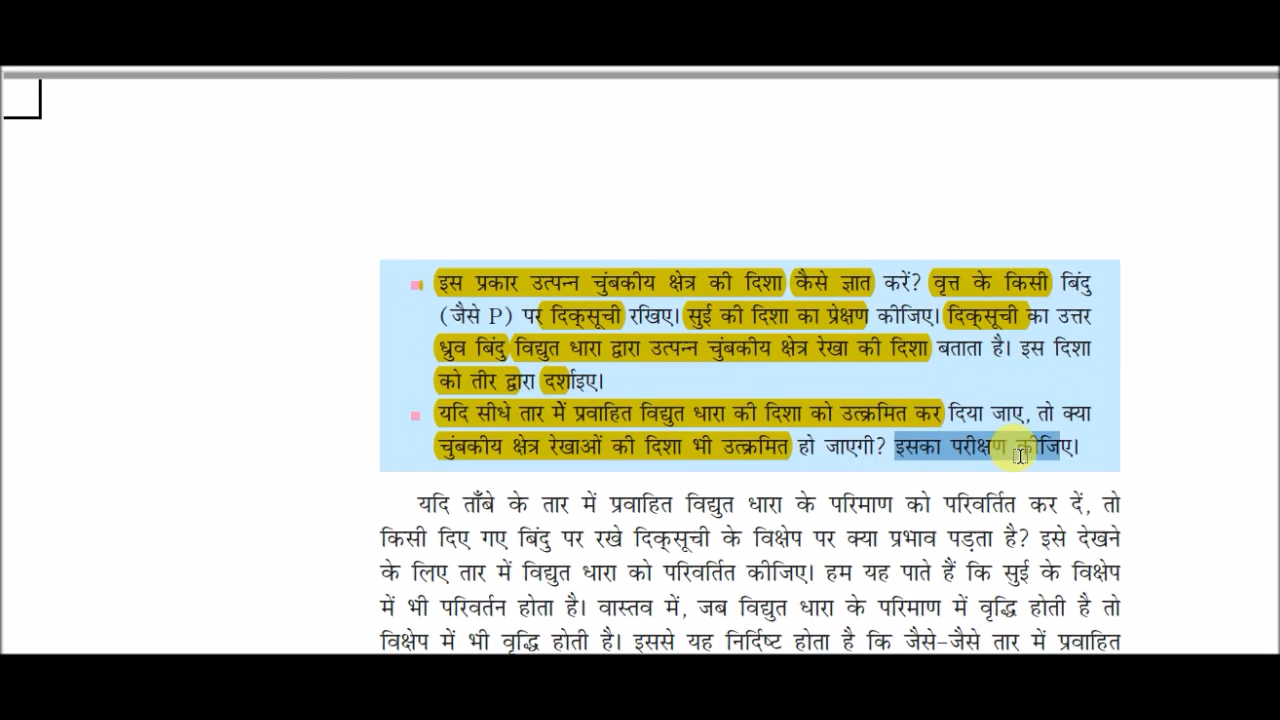 इस प्रकार उत्पन्न चुंबकीय क्षेत्र की दिशा कैसे ज्ञात करें? वृत्त के किसी बिंदु
(जैसे P) पर दिक्सूची रखिए। सुई की दिशा का प्रेक्षण कीजिए। दिक्सूची का उत्तर
ध्रुव बिंदु विद्युत धारा द्वारा उत्पन्न चुंबकीय क्षेत्र रेखा की दिशा बताता है। इस दिशा
को तीर द्वारा दर्शाइए।
यदि सीधे तार में प्रवाहित विद्युत धारा की दिशा को उत्क्रमित कर दिया जाए, तो क्या
चुंबकीय क्षेत्र रेखाओं की दिशा भी उत्क्रमित हो जाएगी? इसका परीक्षण कीजिए।
यदि ताँबे के तार में प्रवाहित विद्युत धारा के परिमाण को परिवर्तित कर दें, तो
किसी दिए गए बिंदु पर रखे दिक्सूची के विक्षेप पर क्या प्रभाव पड़ता है? इसे देखने
के लिए तार में विद्युत धारा को परिवर्तित कीजिए। हम यह पाते हैं कि सुई के विक्षेप
में भी परिवर्तन होता है। वास्तव में, जब विद्युत धारा के परिमाण में वृद्धि होती है तो
विक्षेप में भी वृद्धि होती है। इससे यह निर्दिष्ट होता है कि जैसे-जैसे तार में प्रवाहित